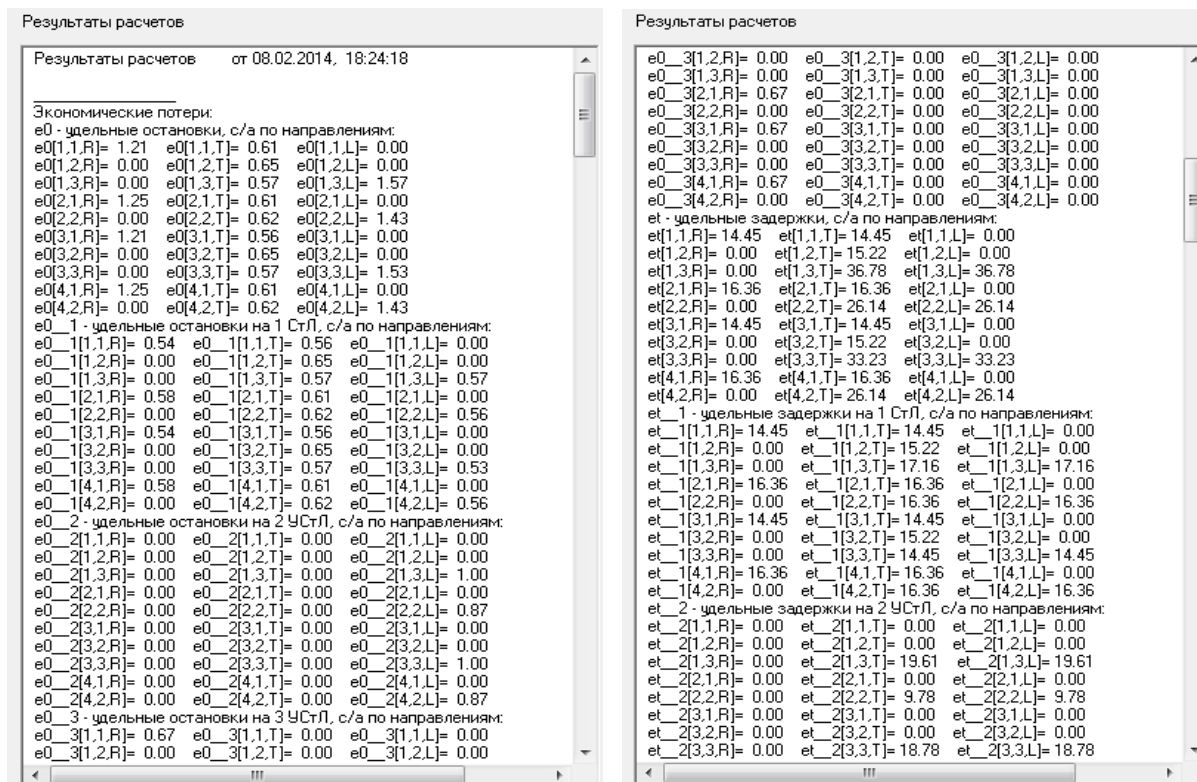 Результаты расчетов
Результаты расчетов от 08.02.2014, 18:24:18
Экономические потери:
e0 - удельные остановки, с/а по направлениям:
e0[1,1,R]= 1.21 e0[1,1,T]= 0.61 e0[1,1,L]= 0.00
e0[1,2,R]= 0.00 e0[1,2,T]= 0.65 e0[1,2,L]= 0.00
e0[1,3,R]= 0.00 e0[1,3,T]= 0.57 e0[1,3,L]= 1.57
e0[2,1,R]= 1.25 e0[2,1,T]= 0.61 e0[2,1,L]= 0.00
e0[2,2,R]= 0.00 e0[2,2,T]= 0.62 e0[2,2,L]= 1.43
e0[3,1,R]= 1.21 e0[3,1,T]= 0.56 e0[3,1,L]= 0.00
e0[3,2,R]= 0.00 e0[3,2,T]= 0.65 e0[3,2,L]= 0.00
e0[3,3,R]= 0.00 e0[3,3,T]= 0.57 e0[3,3,L]= 1.53
e0[4,1,R]= 1.25 e0[4,1,T]= 0.61 e0[4,1,L]= 0.00
e0[4,2,R]= 0.00 e0[4,2,T]= 0.62 e0[4,2,L]= 1.43
e0__1 - удельные остановки на 1 СтЛ, с/а по направлениям:
e0__1[1,1,R]= 0.54 e0__1[1,1,T]= 0.56 e0__1[1,1,L]= 0.00
e0__1[1,2,R]= 0.00 e0__1[1,2,T]= 0.65 e0__1[1,2,L]= 0.00
e0__1[1,3,R]= 0.00 e0__1[1,3,T]= 0.57 e0__1[1,3,L]= 0.57
e0__1[2,1,R]= 0.58 e0__1[2,1,T]= 0.61 e0__1[2,1,L]= 0.00
e0__1[2,2,R]= 0.00 e0__1[2,2,T]= 0.62 e0__1[2,2,L]= 0.56
e0__1[3,1,R]= 0.54 e0__1[3,1,T]= 0.56 e0__1[3,1,L]= 0.00
e0__1[3,2,R]= 0.00 e0__1[3,2,T]= 0.65 e0__1[3,2,L]= 0.00
e0__1[3,3,R]= 0.00 e0__1[3,3,T]= 0.57 e0__1[3,3,L]= 0.53
e0__1[4,1,R]= 0.58 e0__1[4,1,T]= 0.61 e0__1[4,1,L]= 0.00
e0__1[4,2,R]= 0.00 e0__1[4,2,T]= 0.62 e0__1[4,2,L]= 0.56
e0__2 - удельные остановки на 2 УСтЛ, с/а по направлениям:
e0__2[1,1,R]= 0.00 e0__2[1,1,T]= 0.00 e0__2[1,1,L]= 0.00
e0__2[1,2,R]= 0.00 e0__2[1,2,T]= 0.00 e0__2[1,2,L]= 0.00
e0__2[1,3,R]= 0.00 e0__2[1,3,T]= 0.00 e0__2[1,3,L]= 1.00
e0__2[2,1,R]= 0.00 e0__2[2,1,T]= 0.00 e0__2[2,1,L]= 0.00
e0__2[2,2,R]= 0.00 e0__2[2,2,T]= 0.00 e0__2[2,2,L]= 0.87
e0__2[3,1,R]= 0.00 e0__2[3,1,T]= 0.00 e0__2[3,1,L]= 0.00
e0__2[3,2,R]= 0.00 e0__2[3,2,T]= 0.00 e0__2[3,2,L]= 0.00
e0__2[3,3,R]= 0.00 e0__2[3,3,T]= 0.00 e0__2[3,3,L]= 1.00
e0__2[4,1,R]= 0.00 e0__2[4,1,T]= 0.00 e0__2[4,1,L]= 0.00
e0__2[4,2,R]= 0.00 e0__2[4,2,T]= 0.00 e0__2[4,2,L]= 0.87
e0__3 - удельные остановки на 3 УСтЛ, с/а по направлениям:
e0__3[1,1,R]= 0.67 e0__3[1,1,T]= 0.00 e0__3[1,1,L]= 0.00
e0__3[1,2,R]= 0.00 e0__3[1,2,T]= 0.00 e0__3[1,2,L]= 0.00
Результаты расчетов
e0__3[1,2,R]= 0.00 e0__3[1,2,T]= 0.00 e0__3[1,2,L]= 0.00
e0__3[1,3,R]= 0.00 e0__3[1,3,T]= 0.00 e0__3[1,3,L]= 0.00
e0__3[2,1,R]= 0.67 e0__3[2,1,T]= 0.00 e0__3[2,1,L]= 0.00
e0__3[2,2,R]= 0.00 e0__3[2,2,T]= 0.00 e0__3[2,2,L]= 0.00
e0__3[3,1,R]= 0.67 e0__3[3,1,T]= 0.00 e0__3[3,1,L]= 0.00
e0__3[3,2,R]= 0.00 e0__3[3,2,T]= 0.00 e0__3[3,2,L]= 0.00
e0__3[3,3,R]= 0.00 e0__3[3,3,T]= 0.00 e0__3[3,3,L]= 0.00
e0__3[4,1,R]= 0.67 e0__3[4,1,T]= 0.00 e0__3[4,1,L]= 0.00
e0__3[4,2,R]= 0.00 e0__3[4,2,T]= 0.00 e0__3[4,2,L]= 0.00
et - удельные задержки, с/а по направлениям:
et[1,1,R]= 14.45 et[1,1,T]= 14.45 et[1,1,L]= 0.00
et[1,2,R]= 0.00 et[1,2,T]= 15.22 et[1,2,L]= 0.00
et[1,3,R]= 0.00 et[1,3,T]= 36.78 et[1,3,L]= 36.78
et[2,1,R]= 16.36 et[2,1,T]= 16.36 et[2,1,L]= 0.00
et[2,2,R]= 0.00 et[2,2,T]= 26.14 et[2,2,L]= 26.14
et[3,1,R]= 14.45 et[3,1,T]= 14.45 et[3,1,L]= 0.00
et[3,2,R]= 0.00 et[3,2,T]= 15.22 et[3,2,L]= 0.00
et[3,3,R]= 0.00 et[3,3,T]= 33.23 et[3,3,L]= 33.23
et[4,1,R]= 16.36 et[4,1,T]= 16.36 et[4,1,L]= 0.00
et[4,2,R]= 0.00 et[4,2,T]= 26.14 et[4,2,L]= 26.14
et__1 - удельные задержки на 1 СтЛ, с/а по направлениям:
et__1[1,1,R]= 14.45 et__1[1,1,T]= 14.45 et__1[1,1,L]= 0.00
et__1[1,2,R]= 0.00 et__1[1,2,T]= 15.22 et__1[1,2,L]= 0.00
et__1[1,3,R]= 0.00 et__1[1,3,T]= 17.16 et__1[1,3,L]= 17.16
et__1[2,1,R]= 16.36 et__1[2,1,T]= 16.36 et__1[2,1,L]= 0.00
et__1[2,2,R]= 0.00 et__1[2,2,T]= 16.36 et__1[2,2,L]= 16.36
et__1[3,1,R]= 14.45 et__1[3,1,T]= 14.45 et__1[3,1,L]= 0.00
et__1[3,2,R]= 0.00 et__1[3,2,T]= 15.22 et__1[3,2,L]= 0.00
et__1[3,3,R]= 0.00 et__1[3,3,T]= 14.45 et__1[3,3,L]= 14.45
et__1[4,1,R]= 16.36 et__1[4,1,T]= 16.36 et__1[4,1,L]= 0.00
et__1[4,2,R]= 0.00 et__1[4,2,T]= 16.36 et__1[4,2,L]= 16.36
et__2 - удельные задержки на 2 УСтЛ, с/а по направлениям:
et__2[1,1,R]= 0.00 et__2[1,1,T]= 0.00 et__2[1,1,L]= 0.00
et__2[1,2,R]= 0.00 et__2[1,2,T]= 0.00 et__2[1,2,L]= 0.00
et__2[1,3,R]= 0.00 et__2[1,3,T]= 19.61 et__2[1,3,L]= 19.61
et__2[2,1,R]= 0.00 et__2[2,1,T]= 0.00 et__2[2,1,L]= 0.00
et__2[2,2,R]= 0.00 et__2[2,2,T]= 9.78 et__2[2,2,L]= 9.78
et__2[3,1,R]= 0.00 et__2[3,1,T]= 0.00 et__2[3,1,L]= 0.00
et__2[3,2,R]= 0.00 et__2[3,2,T]= 0.00 et__2[3,2,L]= 0.00
et__2[3,3,R]= 0.00 et__2[3,3,T]= 18.78 et__2[3,3,L]= 18.78